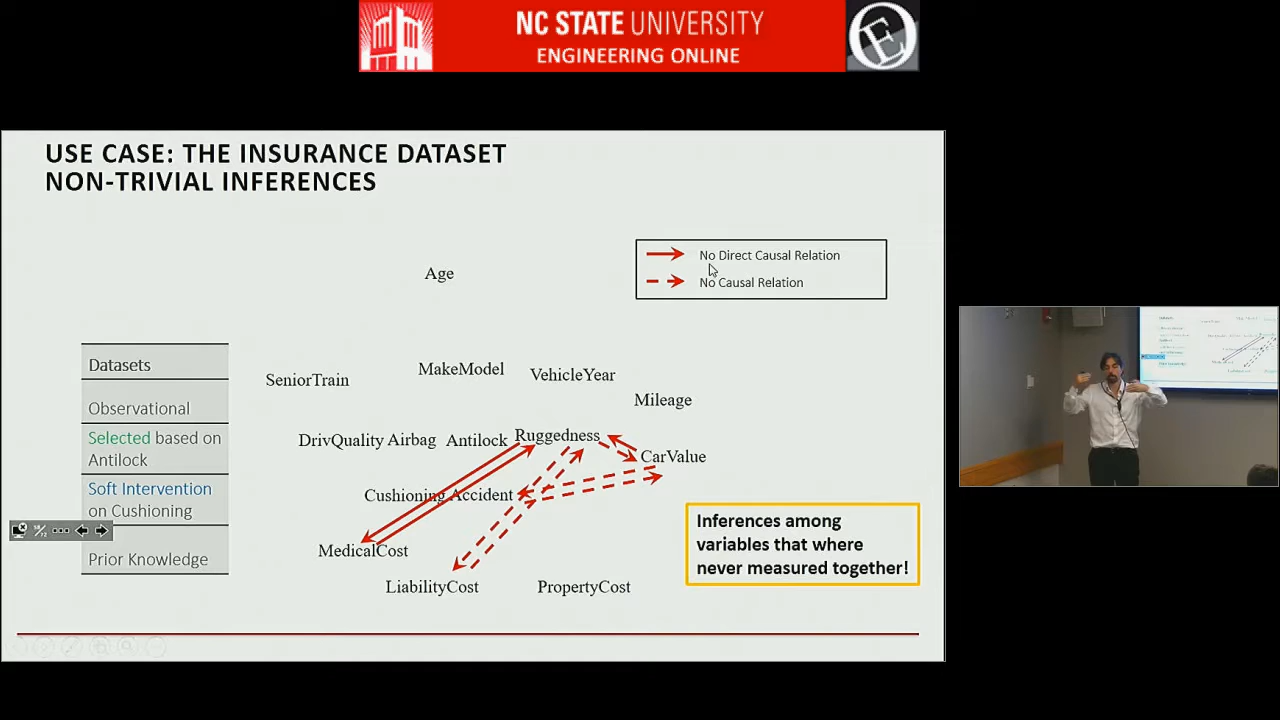 NC STATE UNIVERSITY
ENGINEERING ONLINE
USE CASE: THE INSURANCE DATASET
NON-TRIVIAL INFERENCES
No Direct Causal Relation
No Causal Relation
Age
Datasets
Observational
Selected based on
Antilock
Soft Intervention
on Cushioning
Prior Knowledge
SeniorTrain
MakeModel
VehicleYear
Mileage
DrivQuality
Airbag
Antilock
Ruggedness
CarValue
Cushioning
Accident
MedicalCost
LiabilityCost
PropertyCost
Inferences among
variables that where
never measured together!